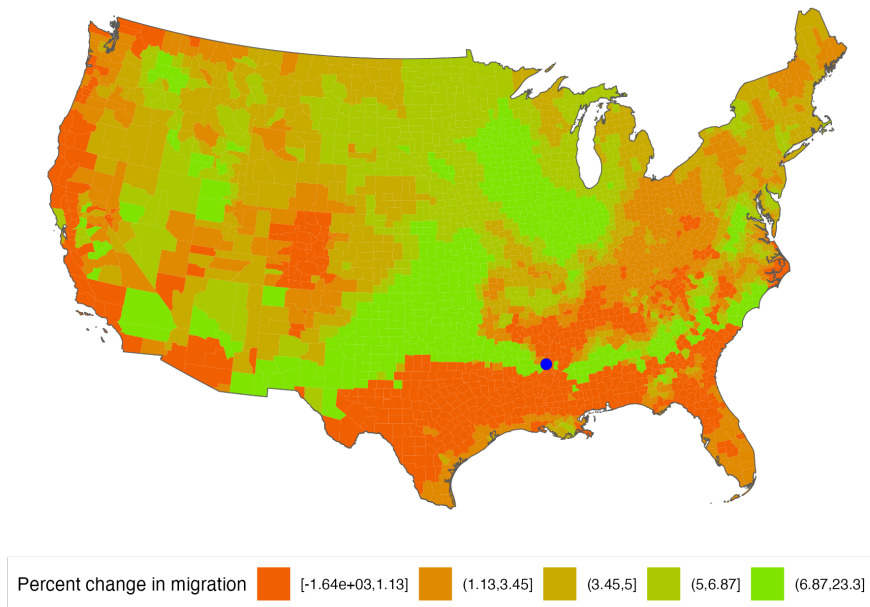 Percent change in migration [-1.64e+03,1.13] (1.13,3.45] (3.45,5] (5,6.87] (6.87,23.3]